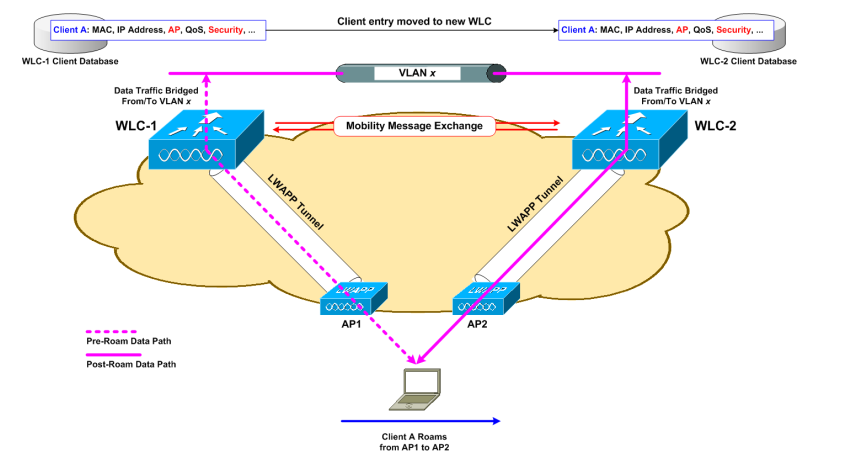 Client entry moved to new WLC
Client A: MAC, IP Address, AP, QoS, Security, ...
Client A: MAC, IP Address, AP, QoS, Security, ...
WLC-1 Client Database
WLC-2 Client Database
VLAN x
Data Traffic Bridged
From/To VLAN x
Data Traffic Bridged
From/To VLAN x
WLC-1
Mobility Message Exchange
WLC-2
LWAPP Tunnel
LWAPP Tunnel
LWAPP
LWAPP
AP1
AP2
Pre-Roam Data Path
Post-Roam Data Path
Client A Roams
from AP1 to AP2